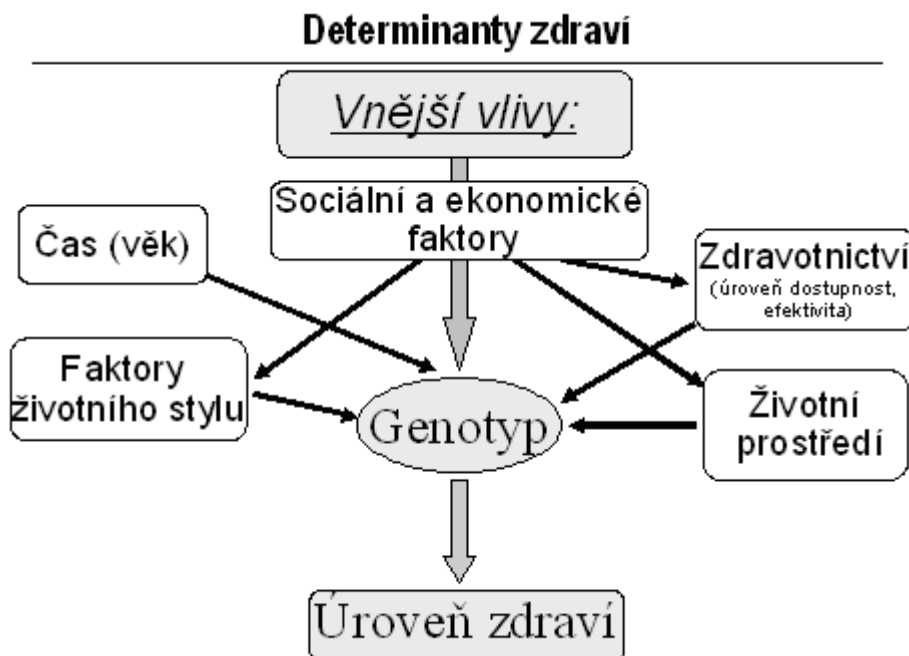 Determinanty zdraví
Vnější vlivy:
Sociální a ekonomické
faktory
Čas (věk)
Zdravotnictví
(úroveň dostupnost,
efektivita)
Faktory
životního stylu
Genotyp
Životní
prostředí
Úroveň zdraví